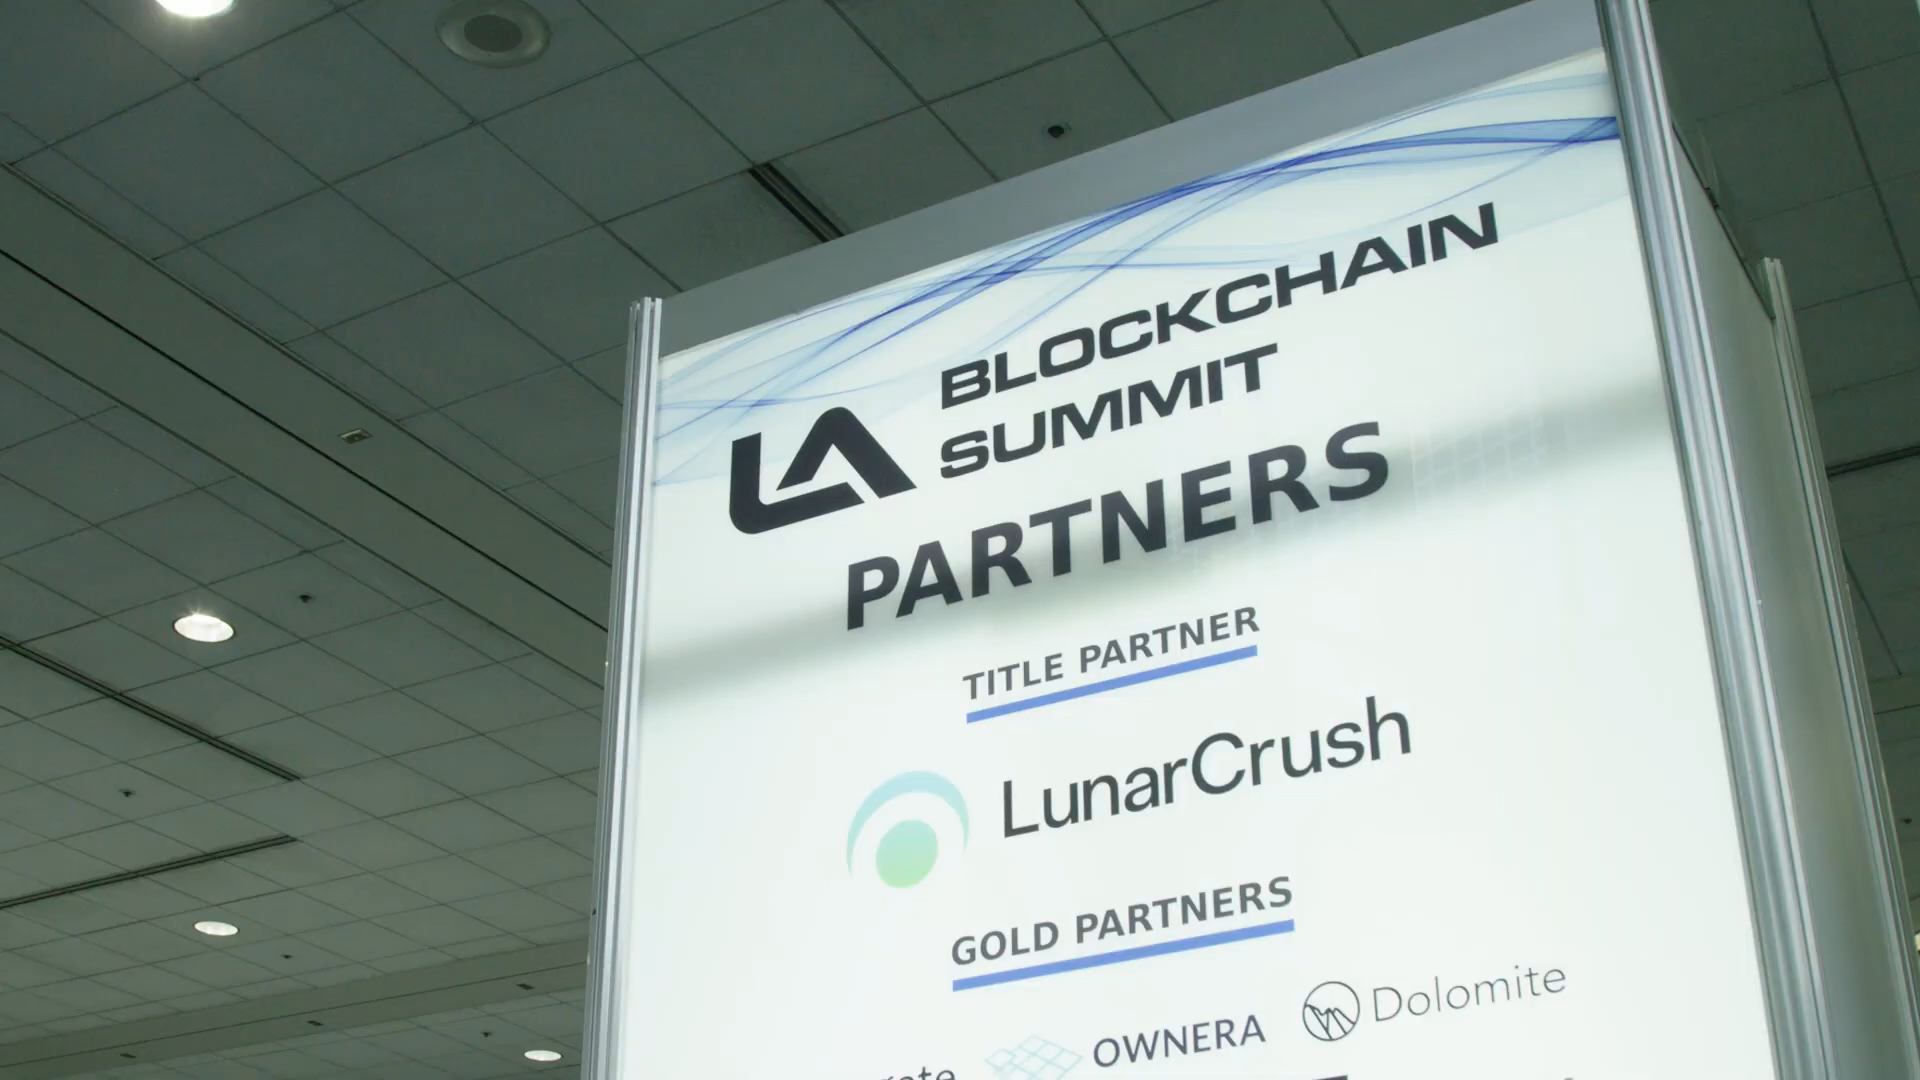 LA BLOCKCHAIN
SUMMIT
PARTNERS
TITLE PARTNER
LunarCrush
GOLD PARTNERS
OWNERA
Dolomite